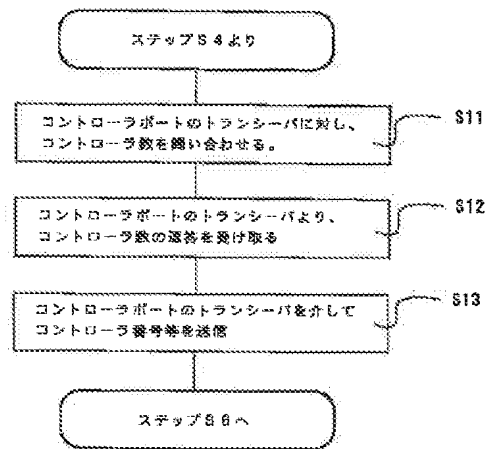 ステップS4より
コントローラポートのトランシーバに対し、
S11
コントローラ数を問い合わせる。
コントローラポートのトランシーバより、
S12
コントローラ数の返答を受け取る
コントローラポートのトランシーバを介して
S13
コントローラ番号等を送信
ステップS6へ